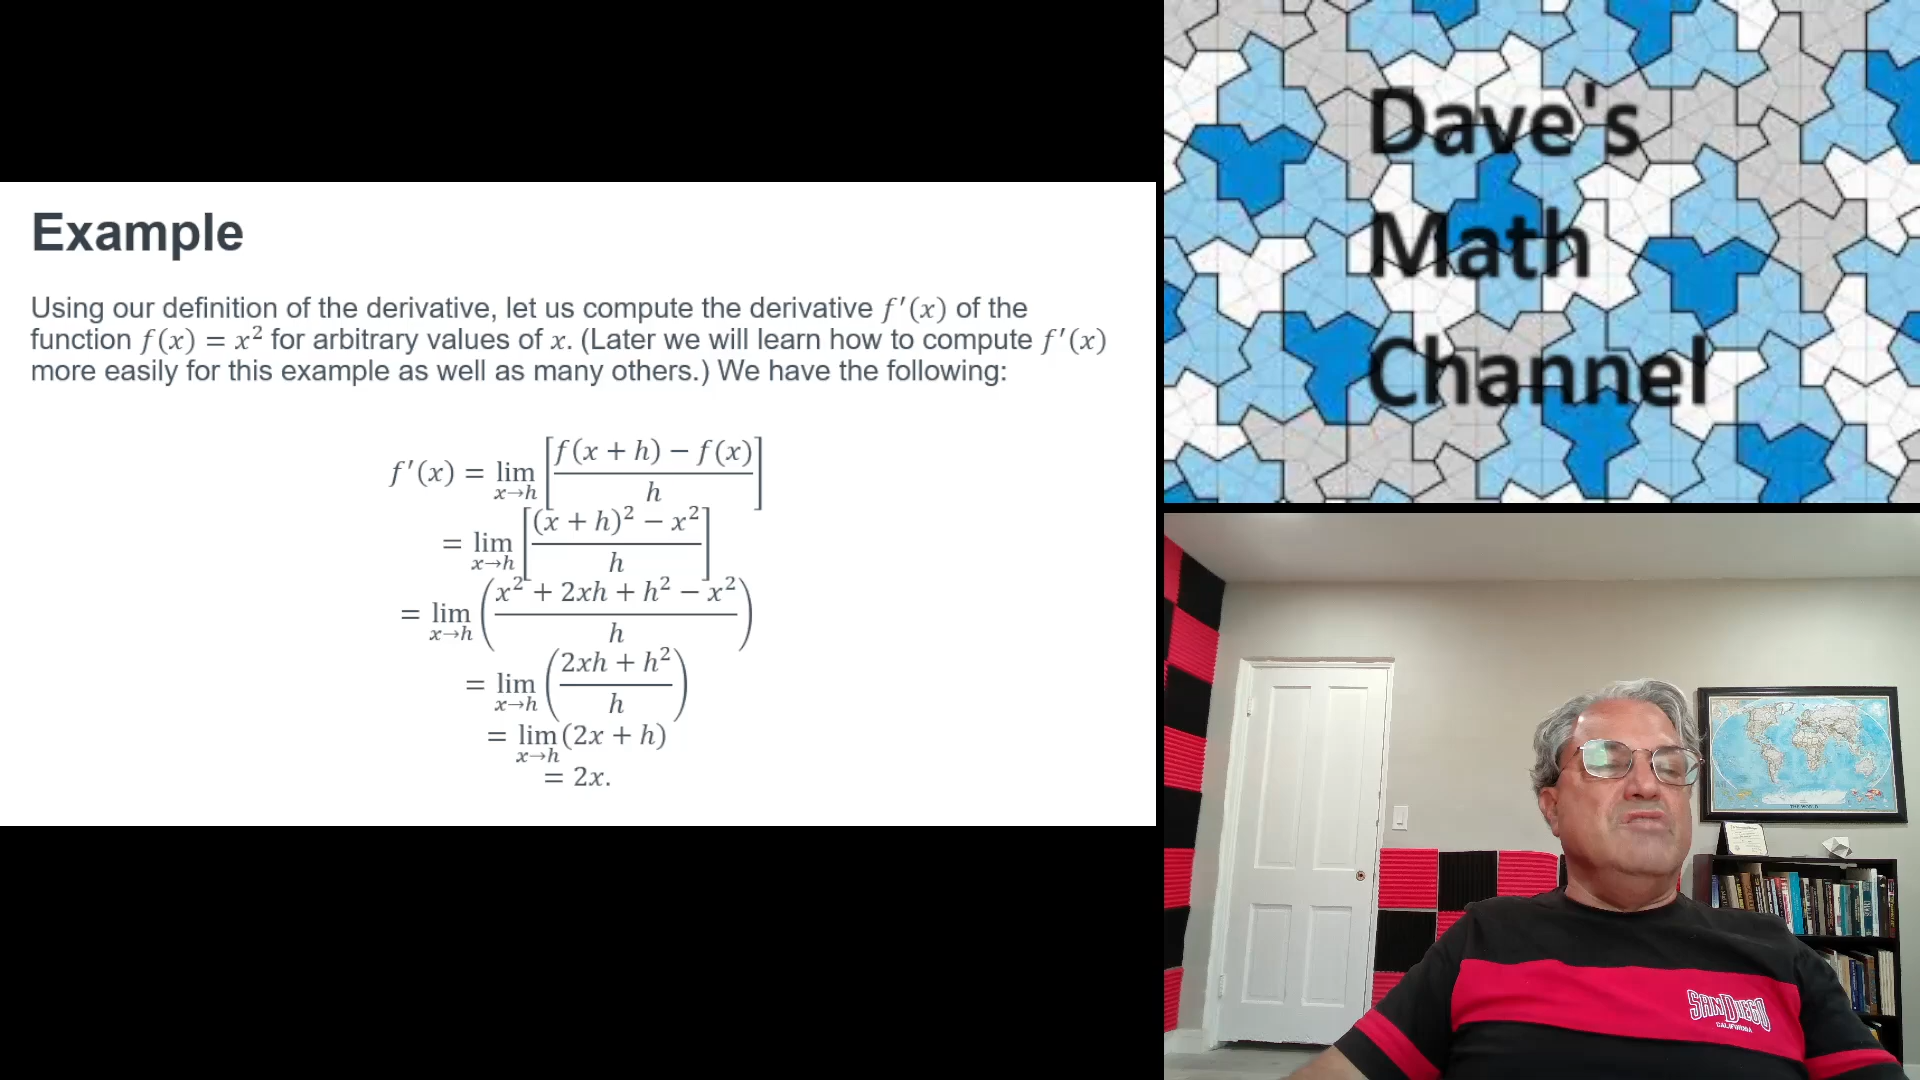 Example
Using our definition of the derivative, let us compute the derivative f′(x) of the
function f(x) = x² for arbitrary values of x. (Later we will learn how to compute f′(x)
more easily for this example as well as many others.) We have the following:
f′(x) = lim x→h [f(x + h) − f(x) / h]
= lim x→h [(x + h)² − x² / h]
= lim x→h (x² + 2xh + h² − x² / h)
= lim x→h (2xh + h² / h)
= lim x→h (2x + h)
= 2x.
Dave's
Math
Channel
THE WORLD
SAN DIEGO
CALIFORNIA